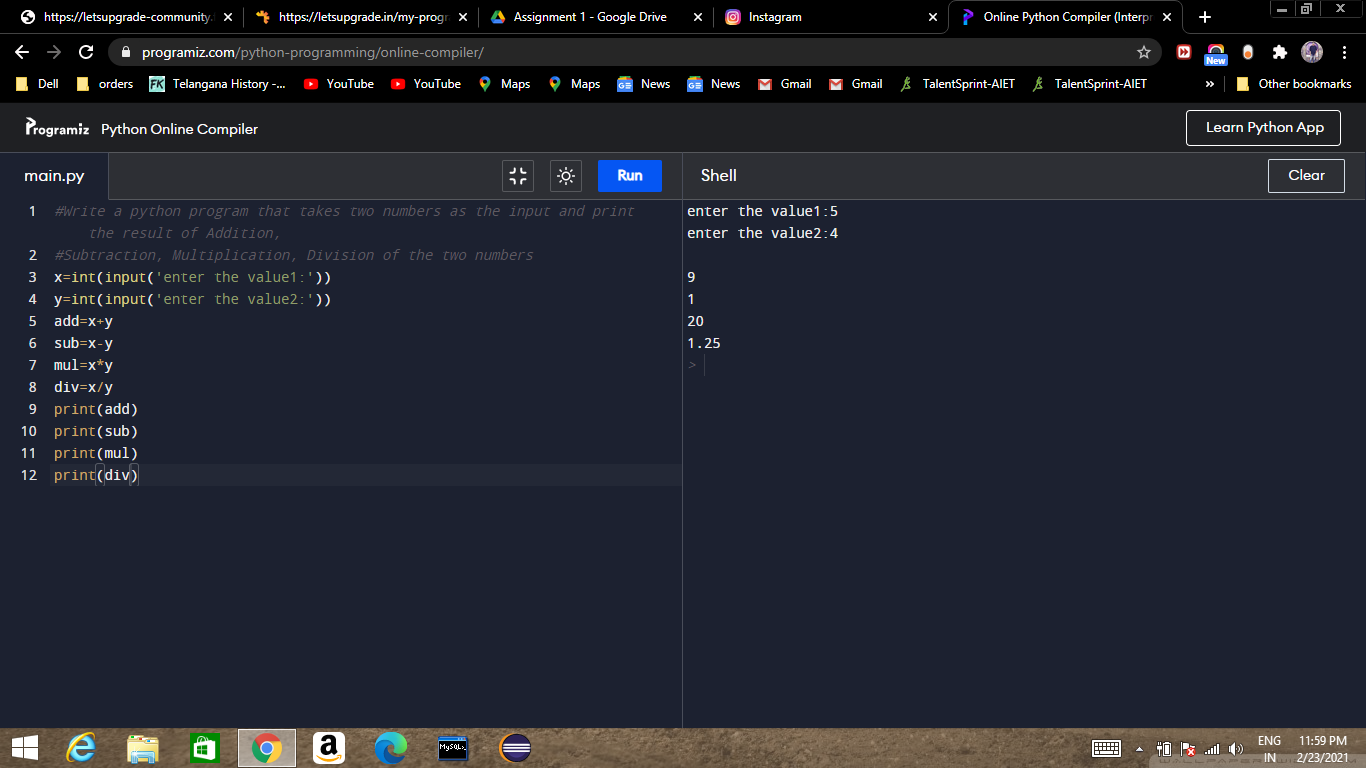 https://letsupgrade-community.
https://letsupgrade.in/my-progr
Assignment 1 - Google Drive
Instagram
Online Python Compiler (Interpr
programiz.com/python-programming/online-compiler/
New
Dell
orders
FK Telangana History -...
YouTube
YouTube
Maps
Maps
GE News
GE News
Gmail
Gmail
TalentSprint-AIET
TalentSprint-AIET
»
Other bookmarks
Programiz Python Online Compiler
Learn Python App
main.py
Run
Shell
Clear
1 #Write a python program that takes two numbers as the input and print
the result of Addition,
2 #Subtraction, Multiplication, Division of the two numbers
3 x=int(input('enter the value1:'))
4 y=int(input('enter the value2:'))
5 add=x+y
6 sub=x-y
7 mul=x*y
8 div=x/y
9 print(add)
10 print(sub)
11 print(mul)
12 print(div)
enter the value1:5
enter the value2:4
9
1
20
1.25
>
MySQL
ENG
IN
11:59 PM
2/23/2021